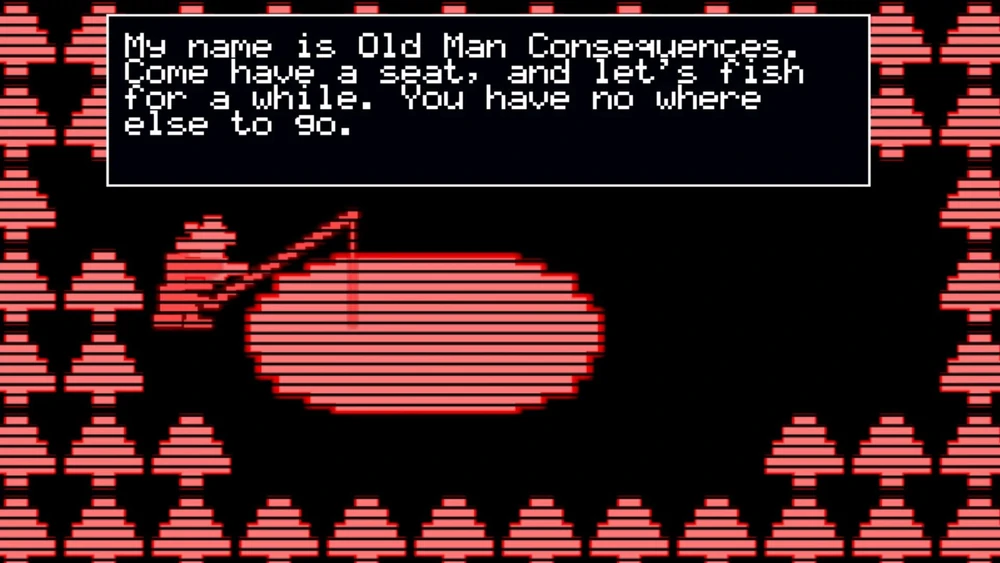 My name is Old Man Consequences.
Come have a seat, and let's fish
for a while. You have no where
else to go.